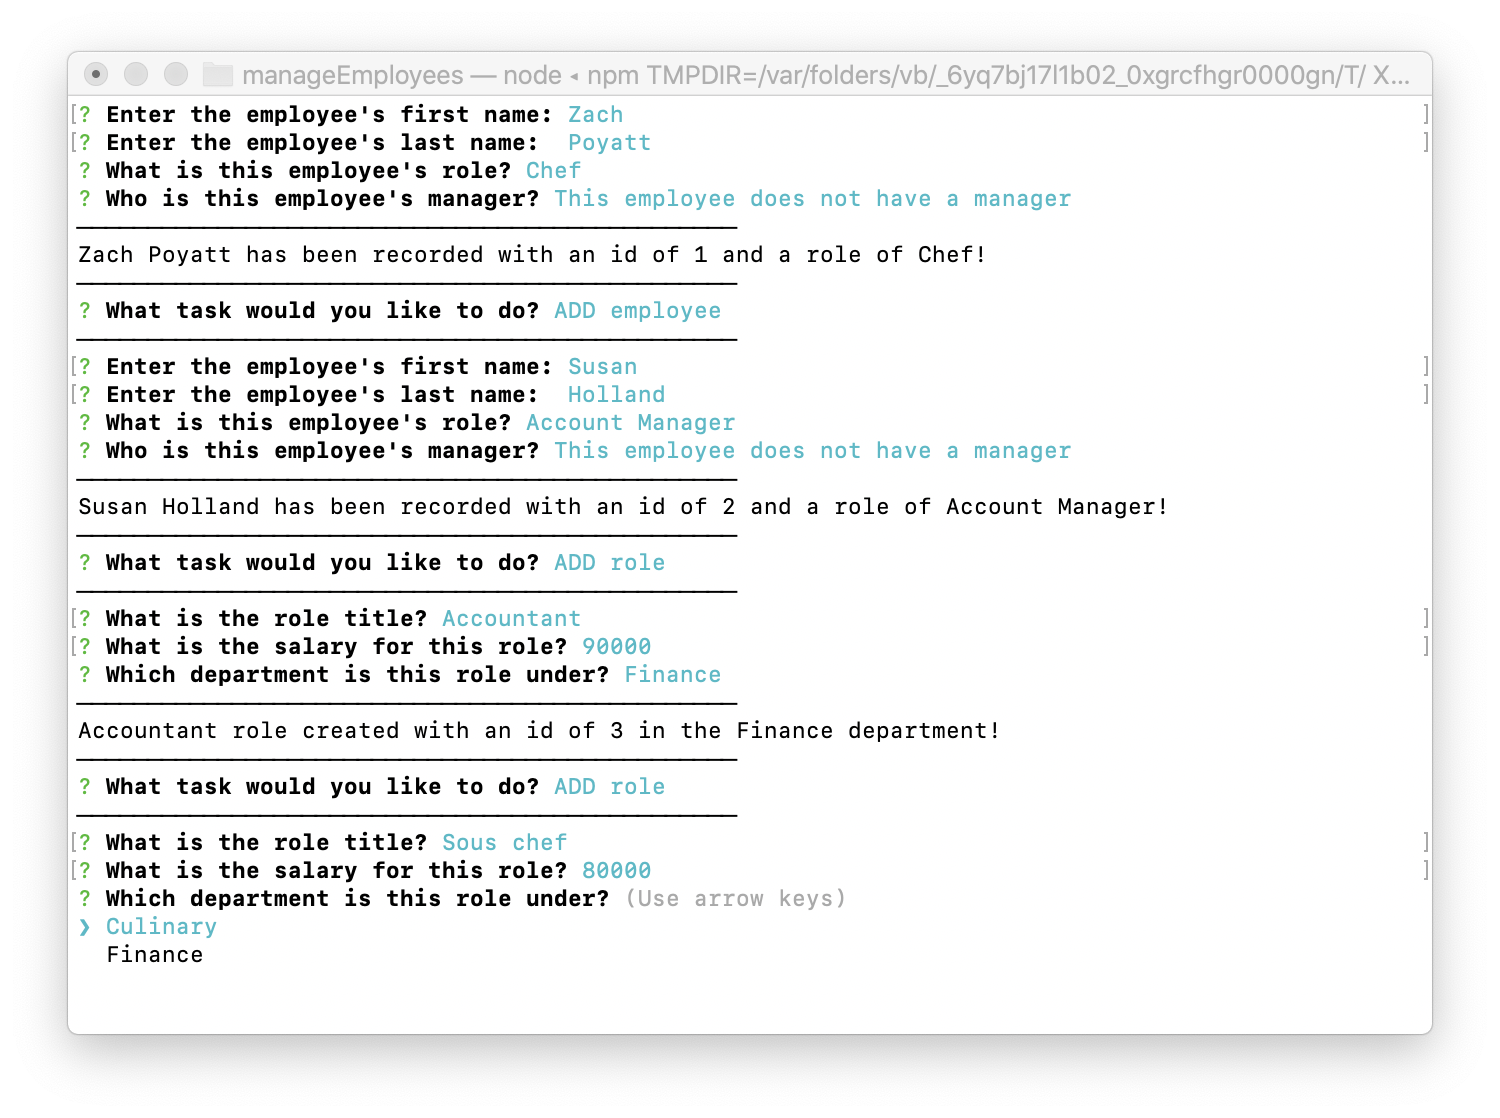 manageEmployees — node ◂ npm TMPDIR=/var/folders/vb/_6yq7bj17l1b02_0xgrcfhgr0000gn/T/ X...
[? Enter the employee's first name: Zach ]
[? Enter the employee's last name:  Poyatt ]
? What is this employee's role? Chef
? Who is this employee's manager? This employee does not have a manager
Zach Poyatt has been recorded with an id of 1 and a role of Chef!
? What task would you like to do? ADD employee
[? Enter the employee's first name: Susan ]
[? Enter the employee's last name:  Holland ]
? What is this employee's role? Account Manager
? Who is this employee's manager? This employee does not have a manager
Susan Holland has been recorded with an id of 2 and a role of Account Manager!
? What task would you like to do? ADD role
[? What is the role title? Accountant ]
[? What is the salary for this role? 90000 ]
? Which department is this role under? Finance
Accountant role created with an id of 3 in the Finance department!
? What task would you like to do? ADD role
[? What is the role title? Sous chef ]
[? What is the salary for this role? 80000 ]
? Which department is this role under? (Use arrow keys)
❯ Culinary
Finance